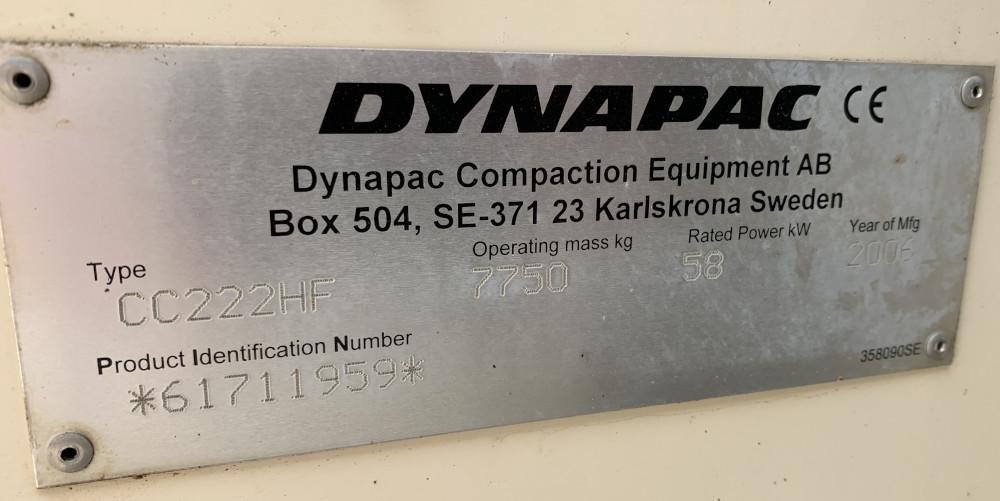 DYNAPAC CE
Dynapac Compaction Equipment AB
Box 504, SE-371 23 Karlskrona Sweden
Type Operating mass kg Rated Power kW Year of Mfg
CC222HF 7750 58 2006
Product Identification Number
*61711959*
358090SE